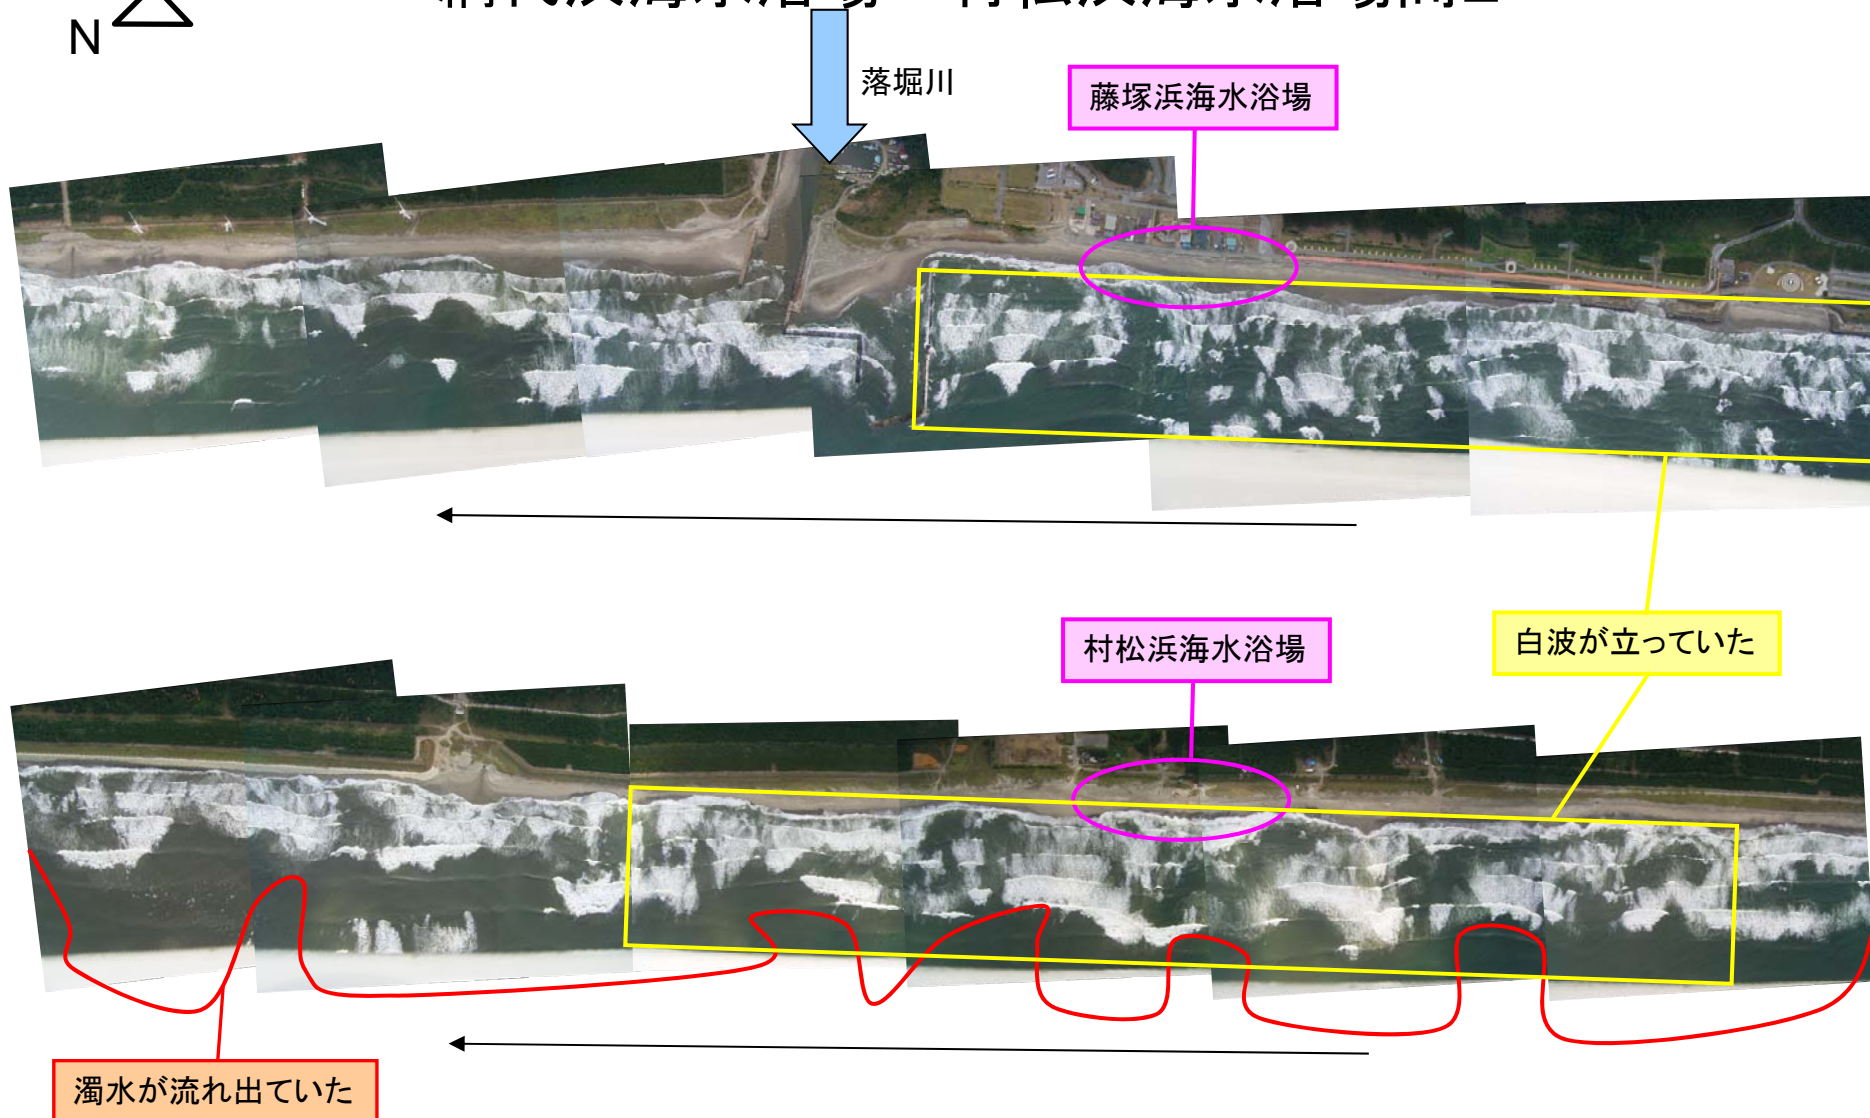 N
落堀川
藤塚浜海水浴場
村松浜海水浴場
白波が立っていた
濁水が流れ出ていた